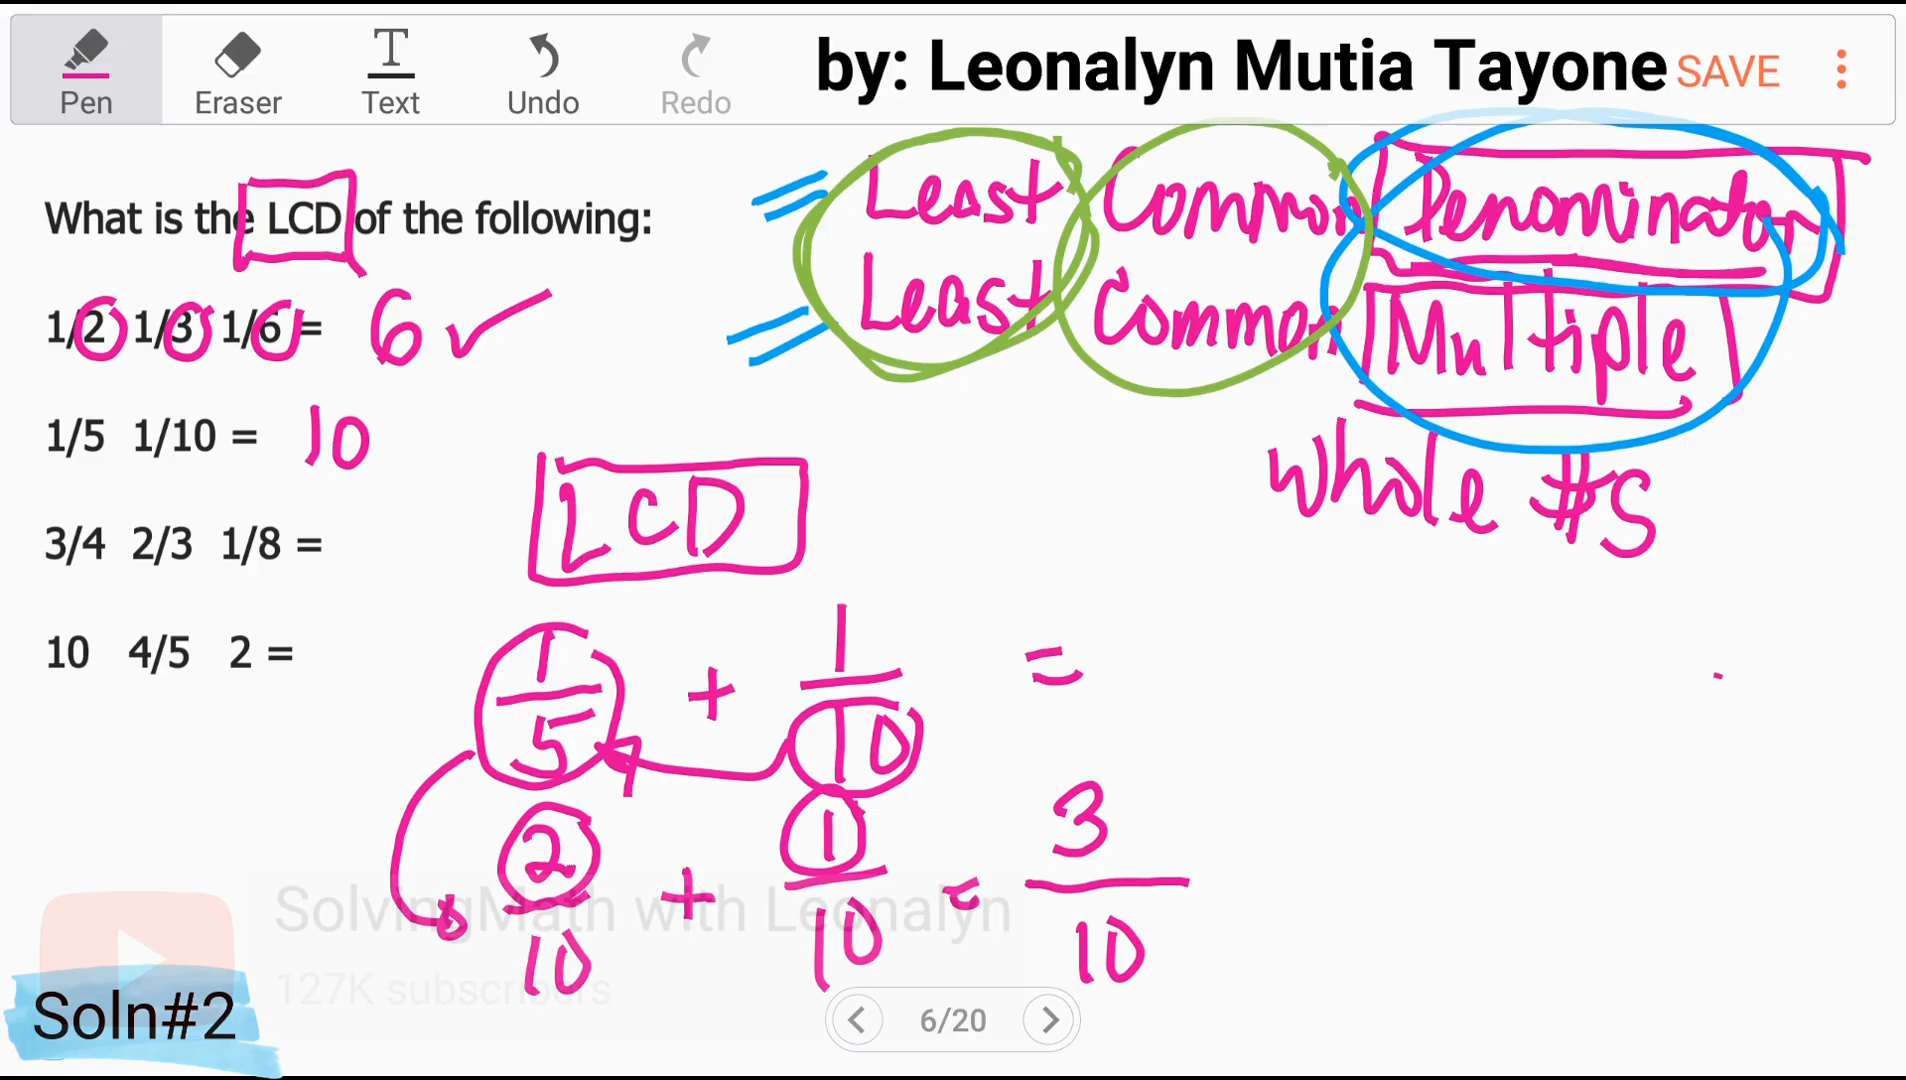 Pen Eraser Text Undo Redo by: Leonalyn Mutia Tayone SAVE
Least Common Denominator
What is the LCD of the following:
Least Common Multiple
1/2 1/3 1/6 = 6
Whole #s
1/5 1/10 = 10
LCD
3/4 2/3 1/8 =
10 4/5 2 =
1/5 + 1/10 =
2/10 + 1/10 = 3/10
SolvingMath with Leonalyn
127K subscribers
Soln#2
6/20